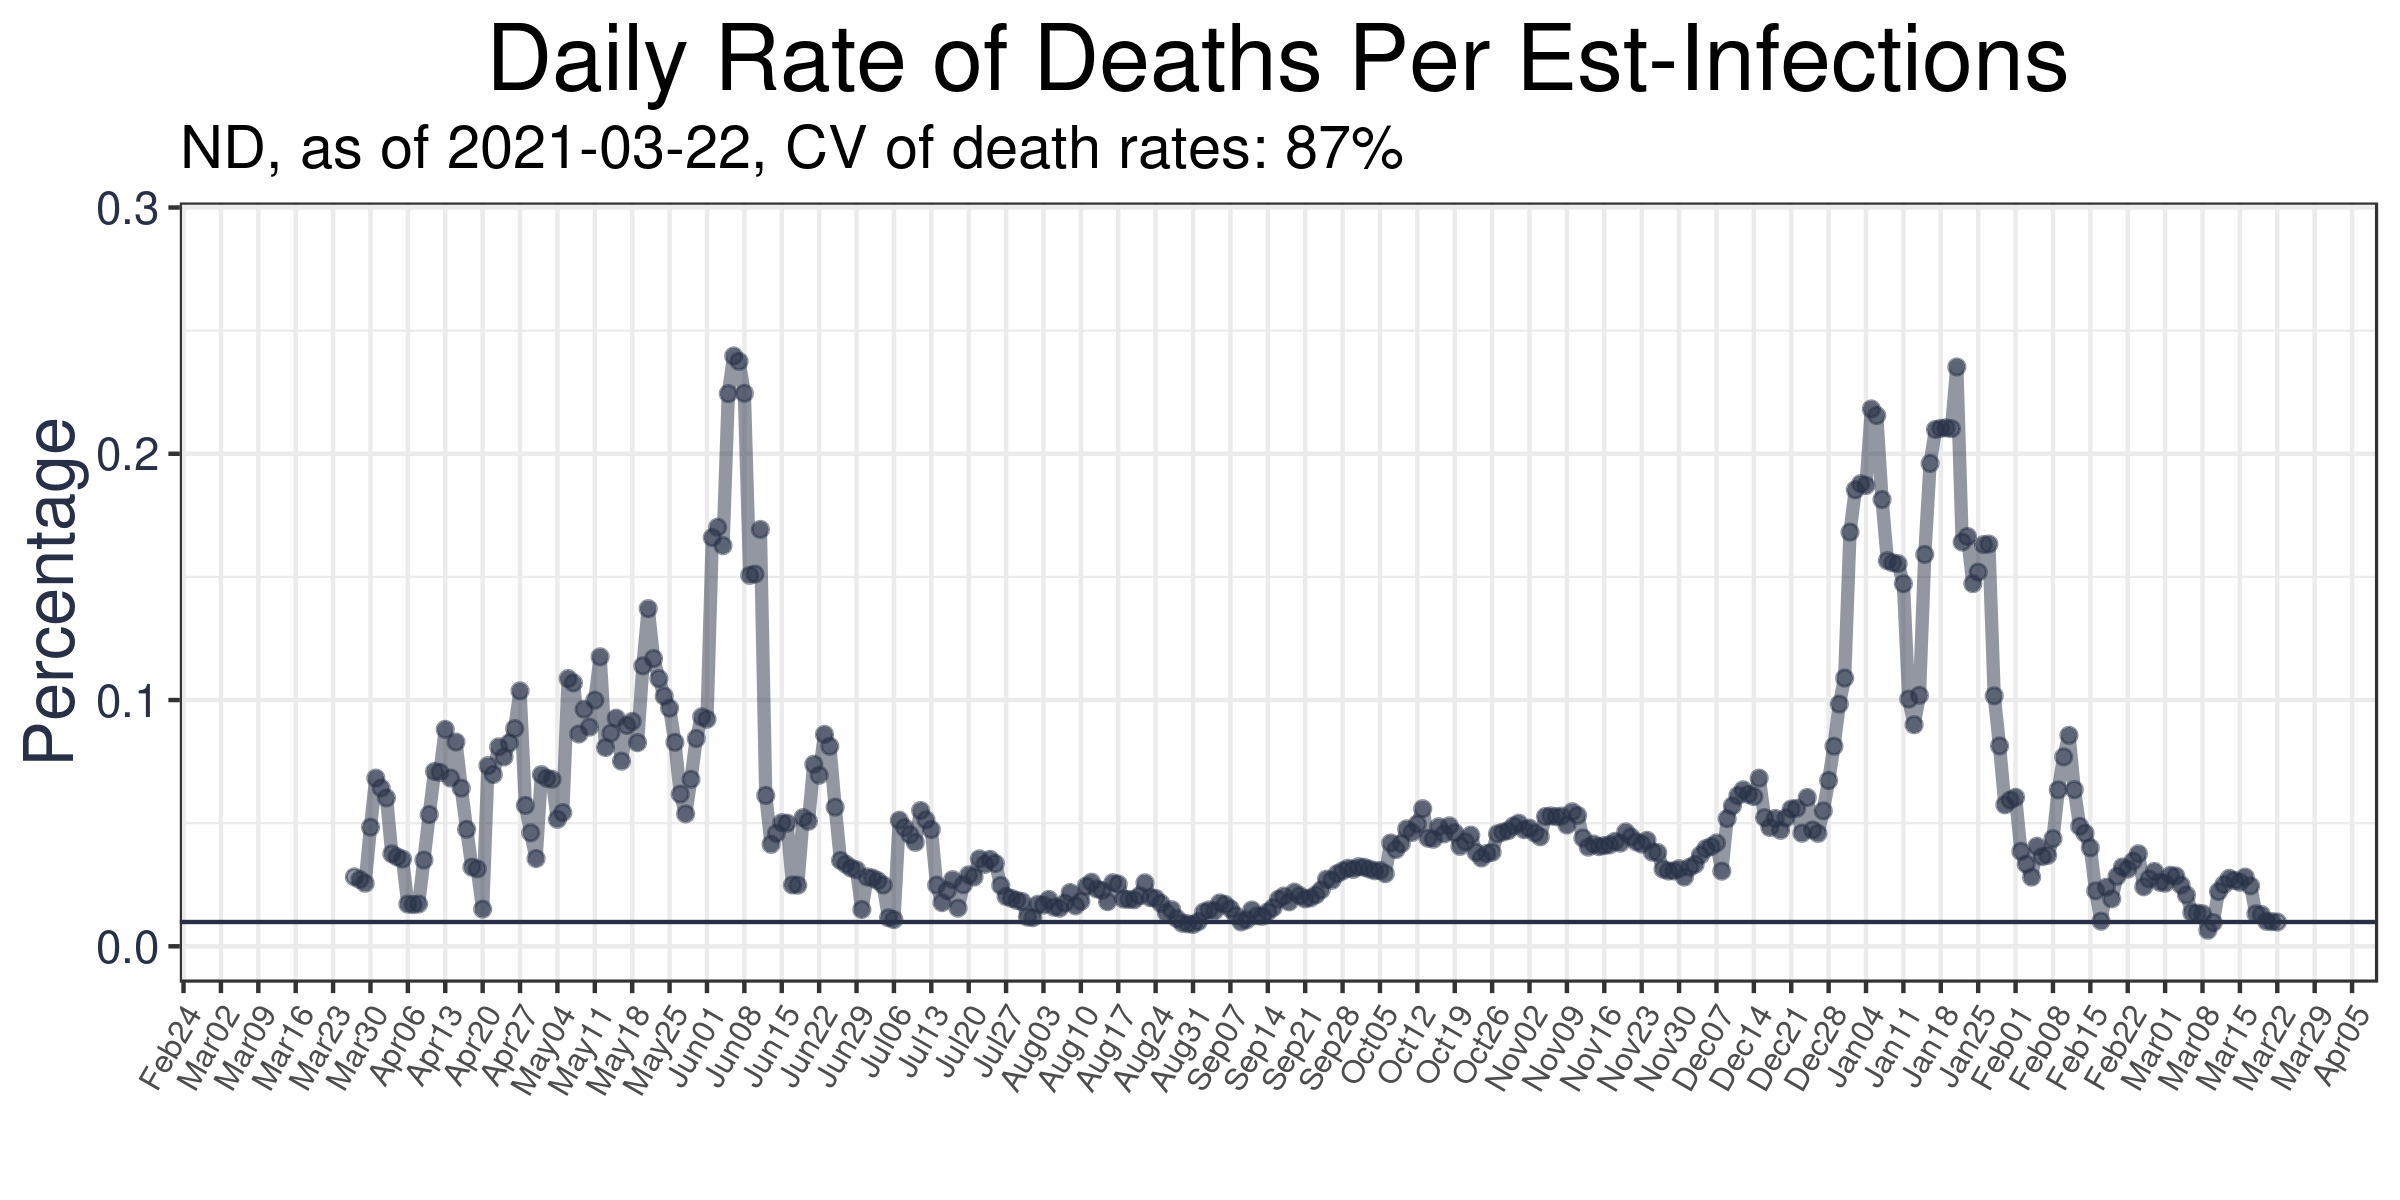 Daily Rate of Deaths Per Est-Infections
ND, as of 2021-03-22, CV of death rates: 87%
Percentage
0.3
0.2
0.1
0.0
Feb24
Mar02
Mar09
Mar16
Mar23
Mar30
Apr06
Apr13
Apr20
Apr27
May04
May11
May18
May25
Jun01
Jun08
Jun15
Jun22
Jun29
Jul06
Jul13
Jul20
Jul27
Aug03
Aug10
Aug17
Aug24
Aug31
Sep07
Sep14
Sep21
Sep28
Oct05
Oct12
Oct19
Oct26
Nov02
Nov09
Nov16
Nov23
Nov30
Dec07
Dec14
Dec21
Dec28
Jan04
Jan11
Jan18
Jan25
Feb01
Feb08
Feb15
Feb22
Mar01
Mar08
Mar15
Mar22
Mar29
Apr05